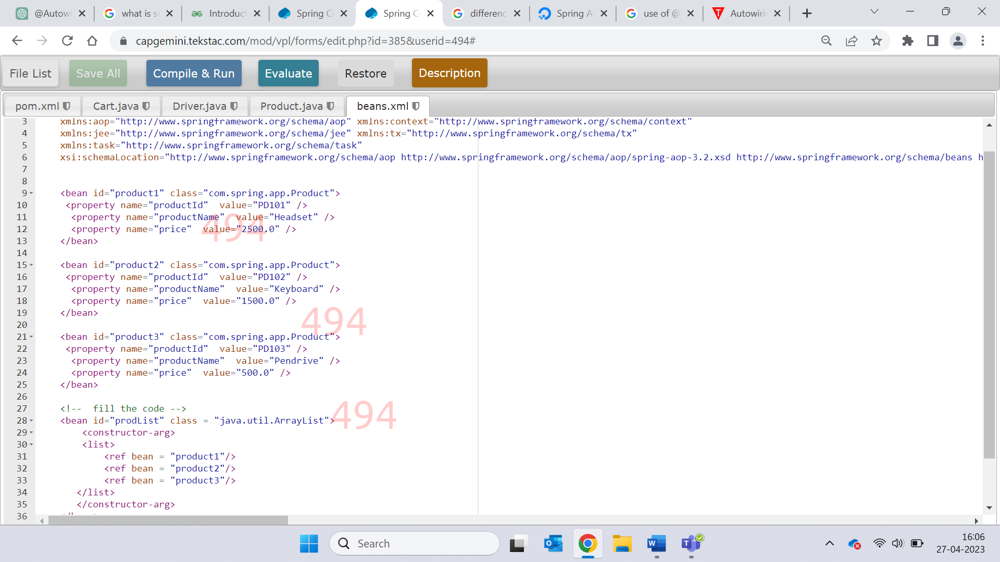 @Autowi
what is s
Introduct
Spring C
Spring C
differenc
Spring A
use of @
Autowiri
capgemini.tekstac.com/mod/vpl/forms/edit.php?id=385&userid=494#
File List
Save All
Compile & Run
Evaluate
Restore
Description
pom.xml
Cart.java
Driver.java
Product.java
beans.xml
3 xmlns:aop="http://www.springframework.org/schema/aop" xmlns:context="http://www.springframework.org/schema/context"
4 xmlns:jee="http://www.springframework.org/schema/jee" xmlns:tx="http://www.springframework.org/schema/tx"
5 xmlns:task="http://www.springframework.org/schema/task"
6 xsi:schemaLocation="http://www.springframework.org/schema/aop http://www.springframework.org/schema/aop/spring-aop-3.2.xsd http://www.springframework.org/schema/beans h
7
8
9 <bean id="product1" class="com.spring.app.Product">
10 <property name="productId" value="PD101" />
11 <property name="productName" value="Headset" />
12 <property name="price" value="2500.0" />
494
13 </bean>
14
15 <bean id="product2" class="com.spring.app.Product">
16 <property name="productId" value="PD102" />
17 <property name="productName" value="Keyboard" />
18 <property name="price" value="1500.0" />
19 </bean>
494
20
21 <bean id="product3" class="com.spring.app.Product">
22 <property name="productId" value="PD103" />
23 <property name="productName" value="Pendrive" />
24 <property name="price" value="500.0" />
25 </bean>
26
27 <!-- fill the code -->
494
28 <bean id="prodList" class = "java.util.ArrayList">
29 <constructor-arg>
30 <list>
31 <ref bean = "product1"/>
32 <ref bean = "product2"/>
33 <ref bean = "product3"/>
34 </list>
35 </constructor-arg>
36
Search
16:06
27-04-2023